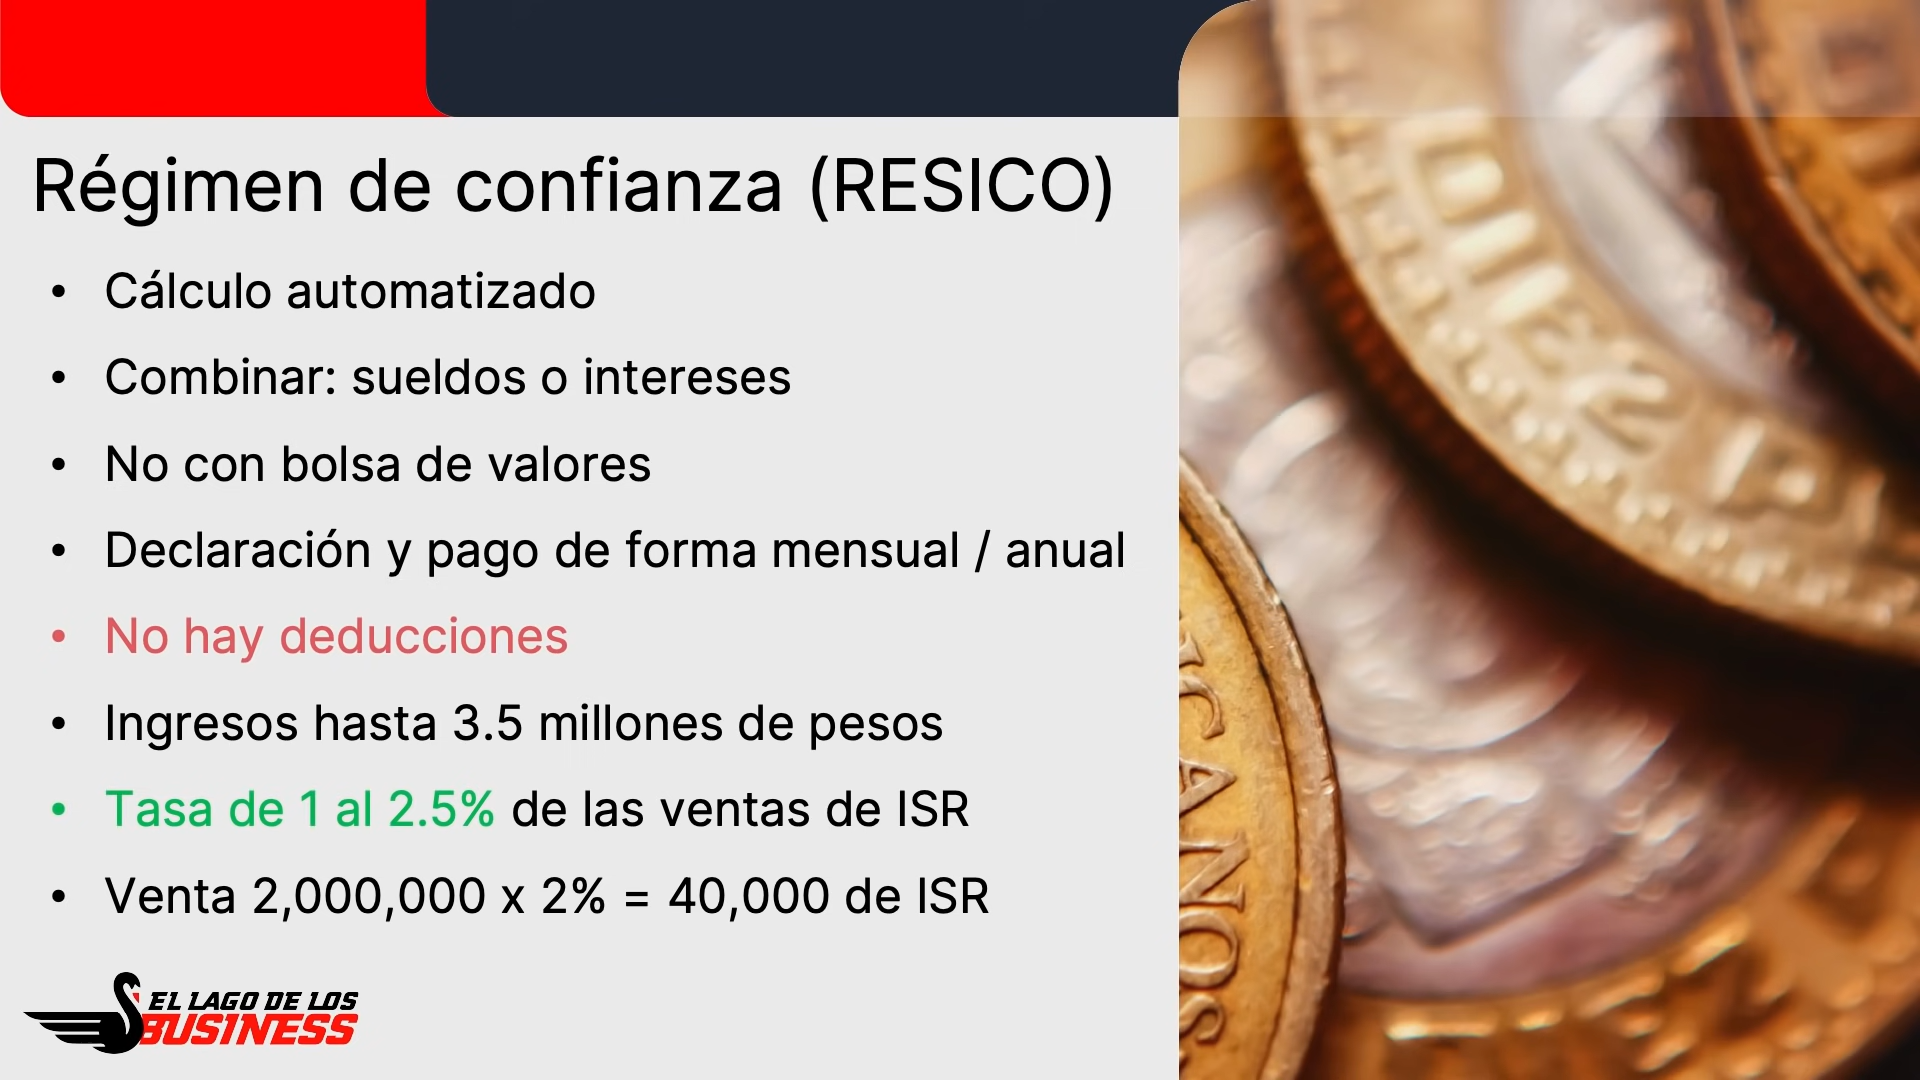 Régimen de confianza (RESICO)
• Cálculo automatizado
• Combinar: sueldos o intereses
• No con bolsa de valores
• Declaración y pago de forma mensual / anual
• No hay deducciones
• Ingresos hasta 3.5 millones de pesos
• Tasa de 1 al 2.5% de las ventas de ISR
• Venta 2,000,000 x 2% = 40,000 de ISR
EL LAGO DE LOS
BUSINESS
DIEZ P
ICANOS